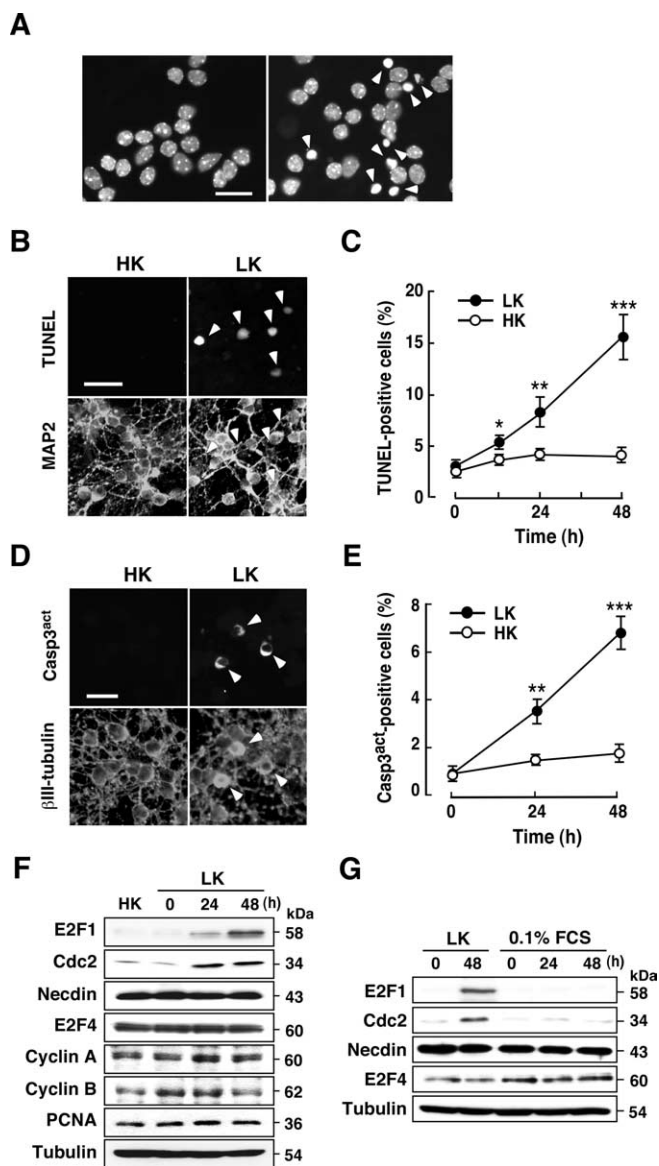 A
B
HK LK
TUNEL
MAP2
C
TUNEL-positive cells (%)
20
15
10
5
0
LK
HK
*
**
***
0 24 48
Time (h)
D
HK LK
Casp3act
βIII-tubulin
E
Casp3act-positive cells (%)
8
6
4
2
0
LK
HK
**
***
0 24 48
Time (h)
F
LK
HK 0 24 48 (h)
kDa
E2F1 58
Cdc2 34
Necdin 43
E2F4 60
Cyclin A 60
Cyclin B 62
PCNA 36
Tubulin 54
G
LK 0.1% FCS
0 48 0 24 48 (h)
kDa
E2F1 58
Cdc2 34
Necdin 43
E2F4 60
Tubulin 54